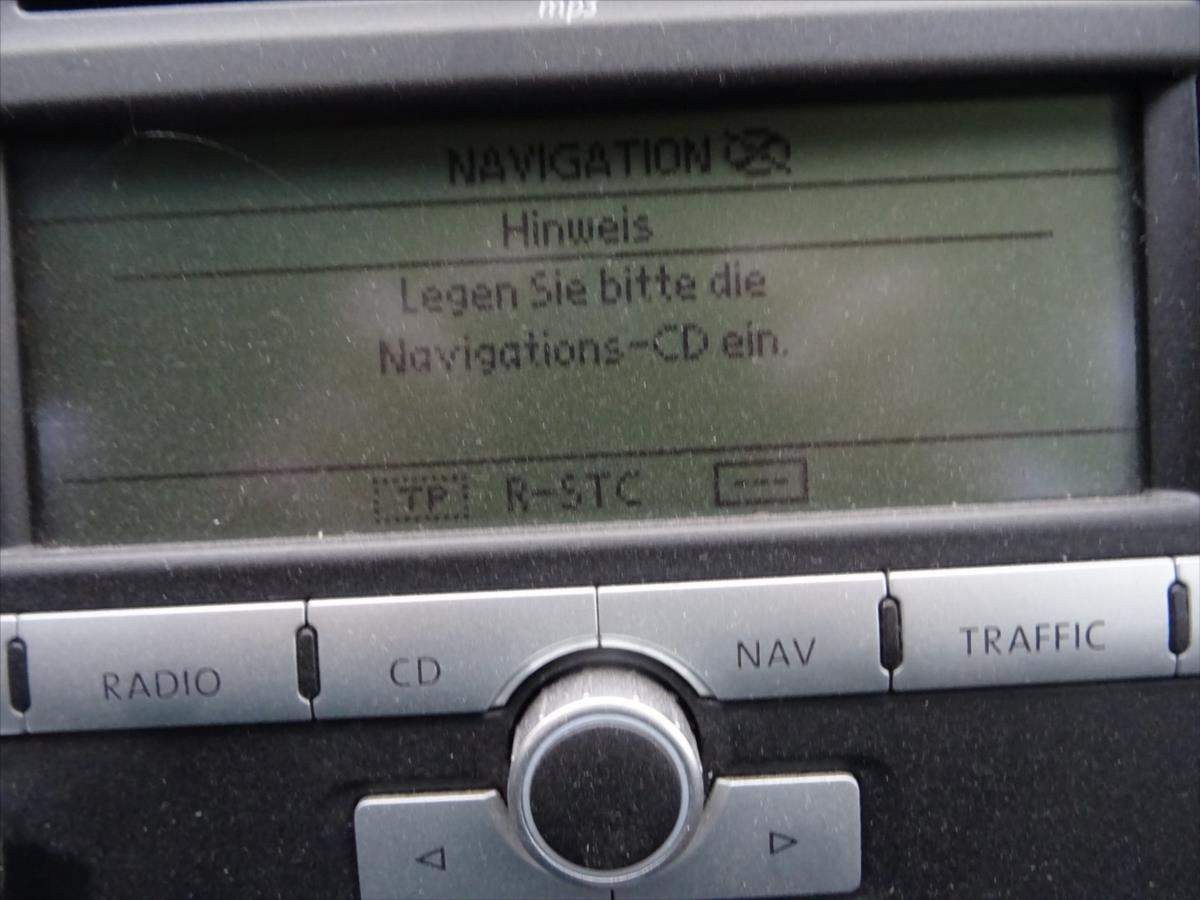 mp3
NAVIGATION
Hinweis
Legen Sie bitte die
Navigations-CD ein.
TP R-STC ---
RADIO CD NAV TRAFFIC